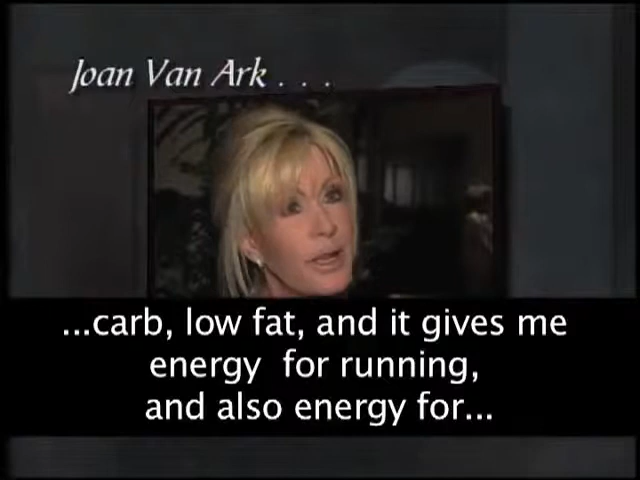 Joan Van Ark . . .
...carb, low fat, and it gives me
energy  for running,
and also energy for...